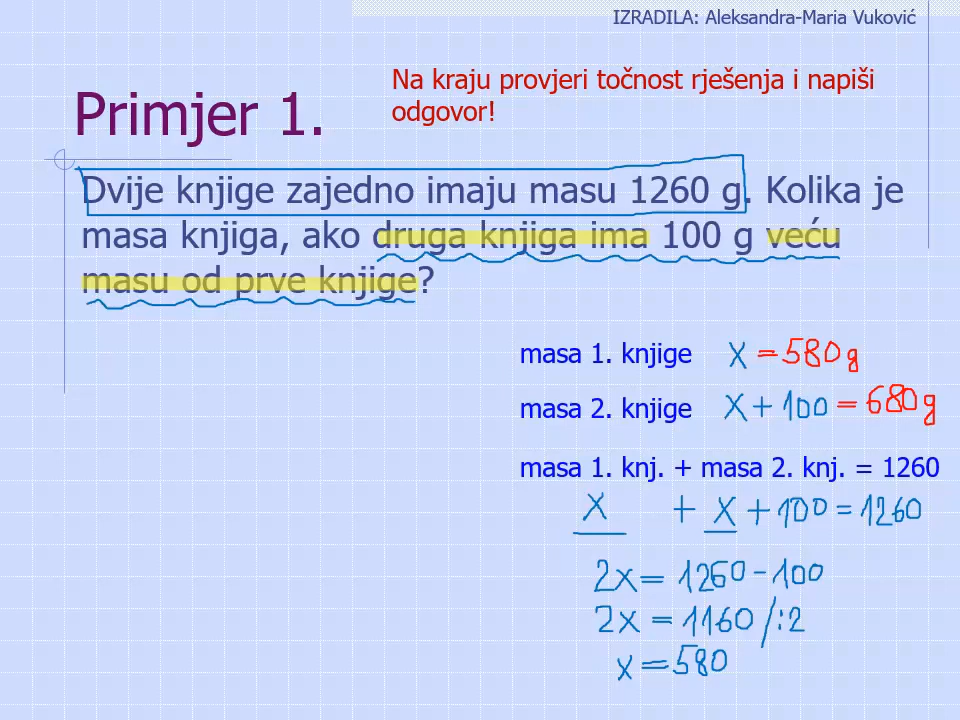 IZRADILA: Aleksandra-Maria Vuković
Na kraju provjeri točnost rješenja i napiši
odgovor!
Primjer 1.
Dvije knjige zajedno imaju masu 1260 g. Kolika je
masa knjiga, ako druga knjiga ima 100 g veću
masu od prve knjige?
masa 1. knjige x = 580 g
masa 2. knjige x + 100 = 680 g
masa 1. knj. + masa 2. knj. = 1260
x + x + 100 = 1260
2x = 1260 - 100
2x = 1160 /:2
x = 580